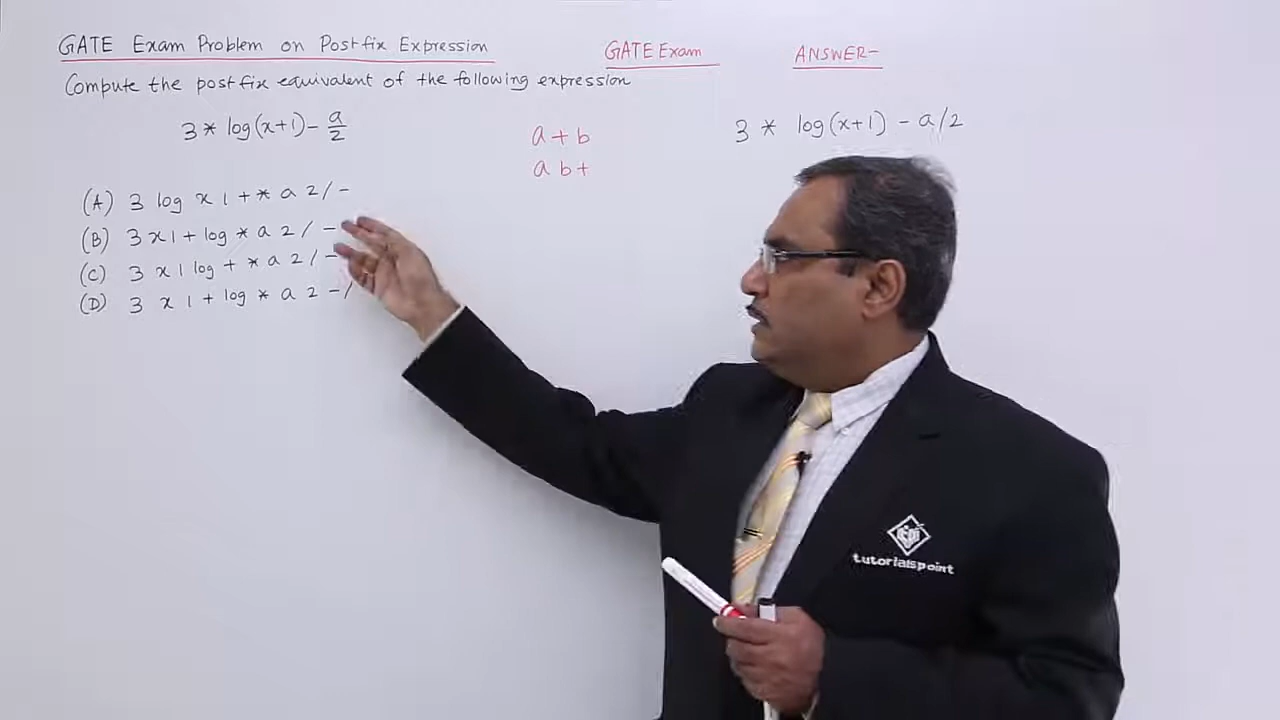 GATE Exam Problem on Postfix Expression
Compute the postfix equivalent of the following expression
3 * log(x+1) - a/2
(A) 3 log x 1 + * a 2 / -
(B) 3 x 1 + log * a 2 / -
(C) 3 x 1 log + * a 2 / -
(D) 3 x 1 + log * a 2 - /
GATE Exam
a + b
a b +
ANSWER-
3 * log(x+1) - a/2
tutorialspoint